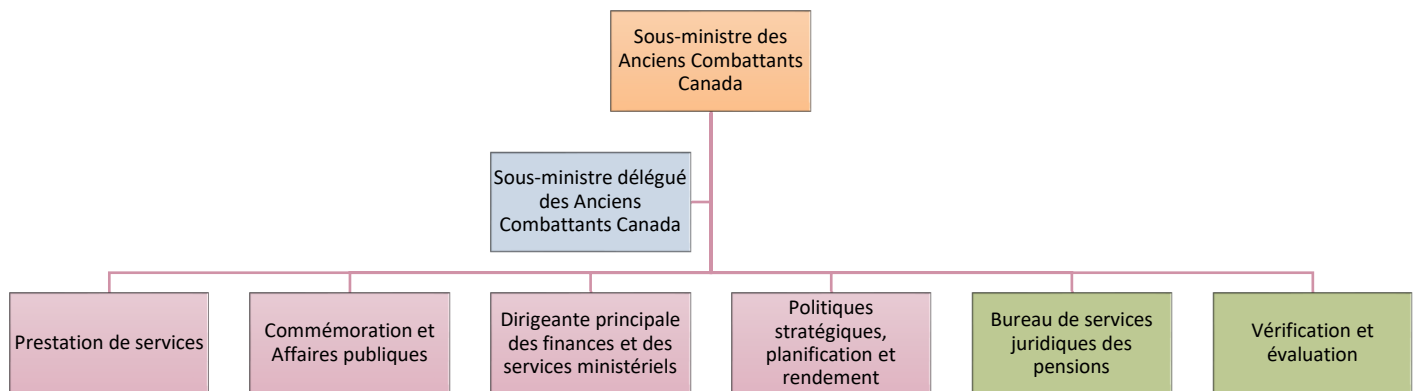 Sous-ministre des
Anciens Combattants
Canada
Sous-ministre délégué
des Anciens
Combattants Canada
Prestation de services
Commémoration et
Affaires publiques
Dirigeante principale
des finances et des
services ministériels
Politiques
stratégiques,
planification et
rendement
Bureau de services
juridiques des
pensions
Vérification et
évaluation